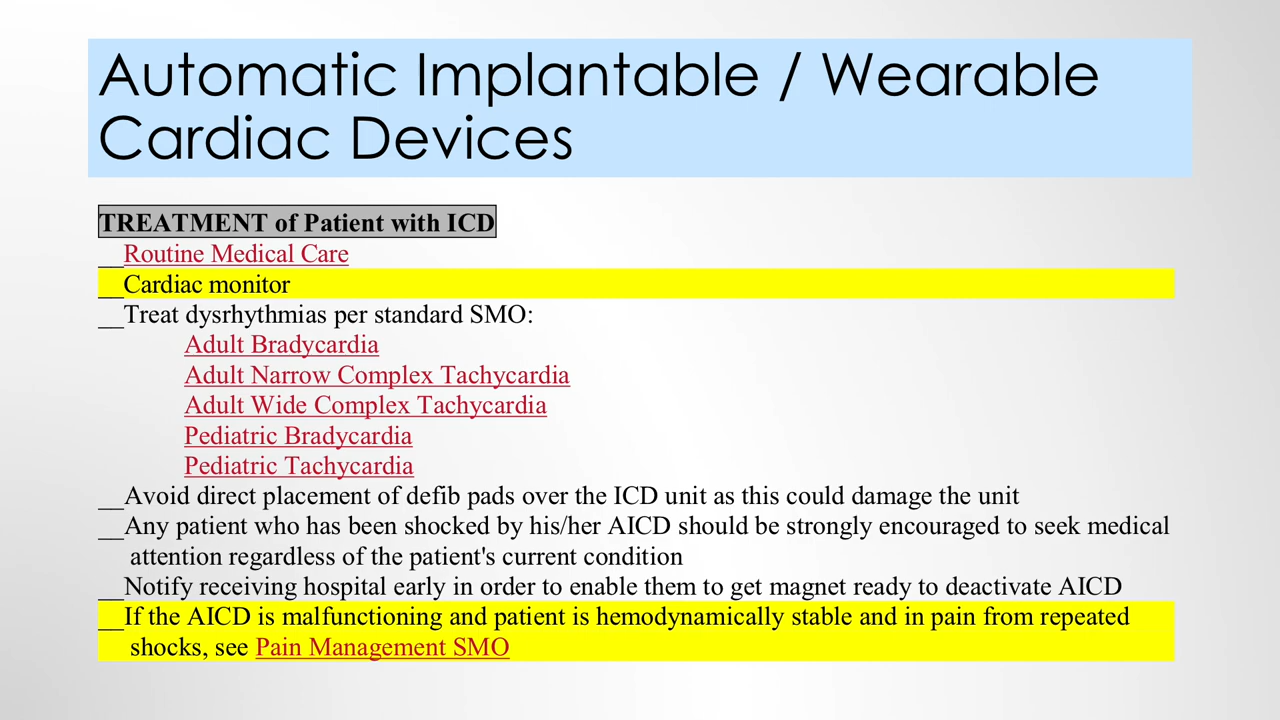 Automatic Implantable / Wearable
Cardiac Devices
TREATMENT of Patient with ICD
__Routine Medical Care
__Cardiac monitor
__Treat dysrhythmias per standard SMO:
Adult Bradycardia
Adult Narrow Complex Tachycardia
Adult Wide Complex Tachycardia
Pediatric Bradycardia
Pediatric Tachycardia
__Avoid direct placement of defib pads over the ICD unit as this could damage the unit
__Any patient who has been shocked by his/her AICD should be strongly encouraged to seek medical
attention regardless of the patient's current condition
__Notify receiving hospital early in order to enable them to get magnet ready to deactivate AICD
__If the AICD is malfunctioning and patient is hemodynamically stable and in pain from repeated
shocks, see Pain Management SMO